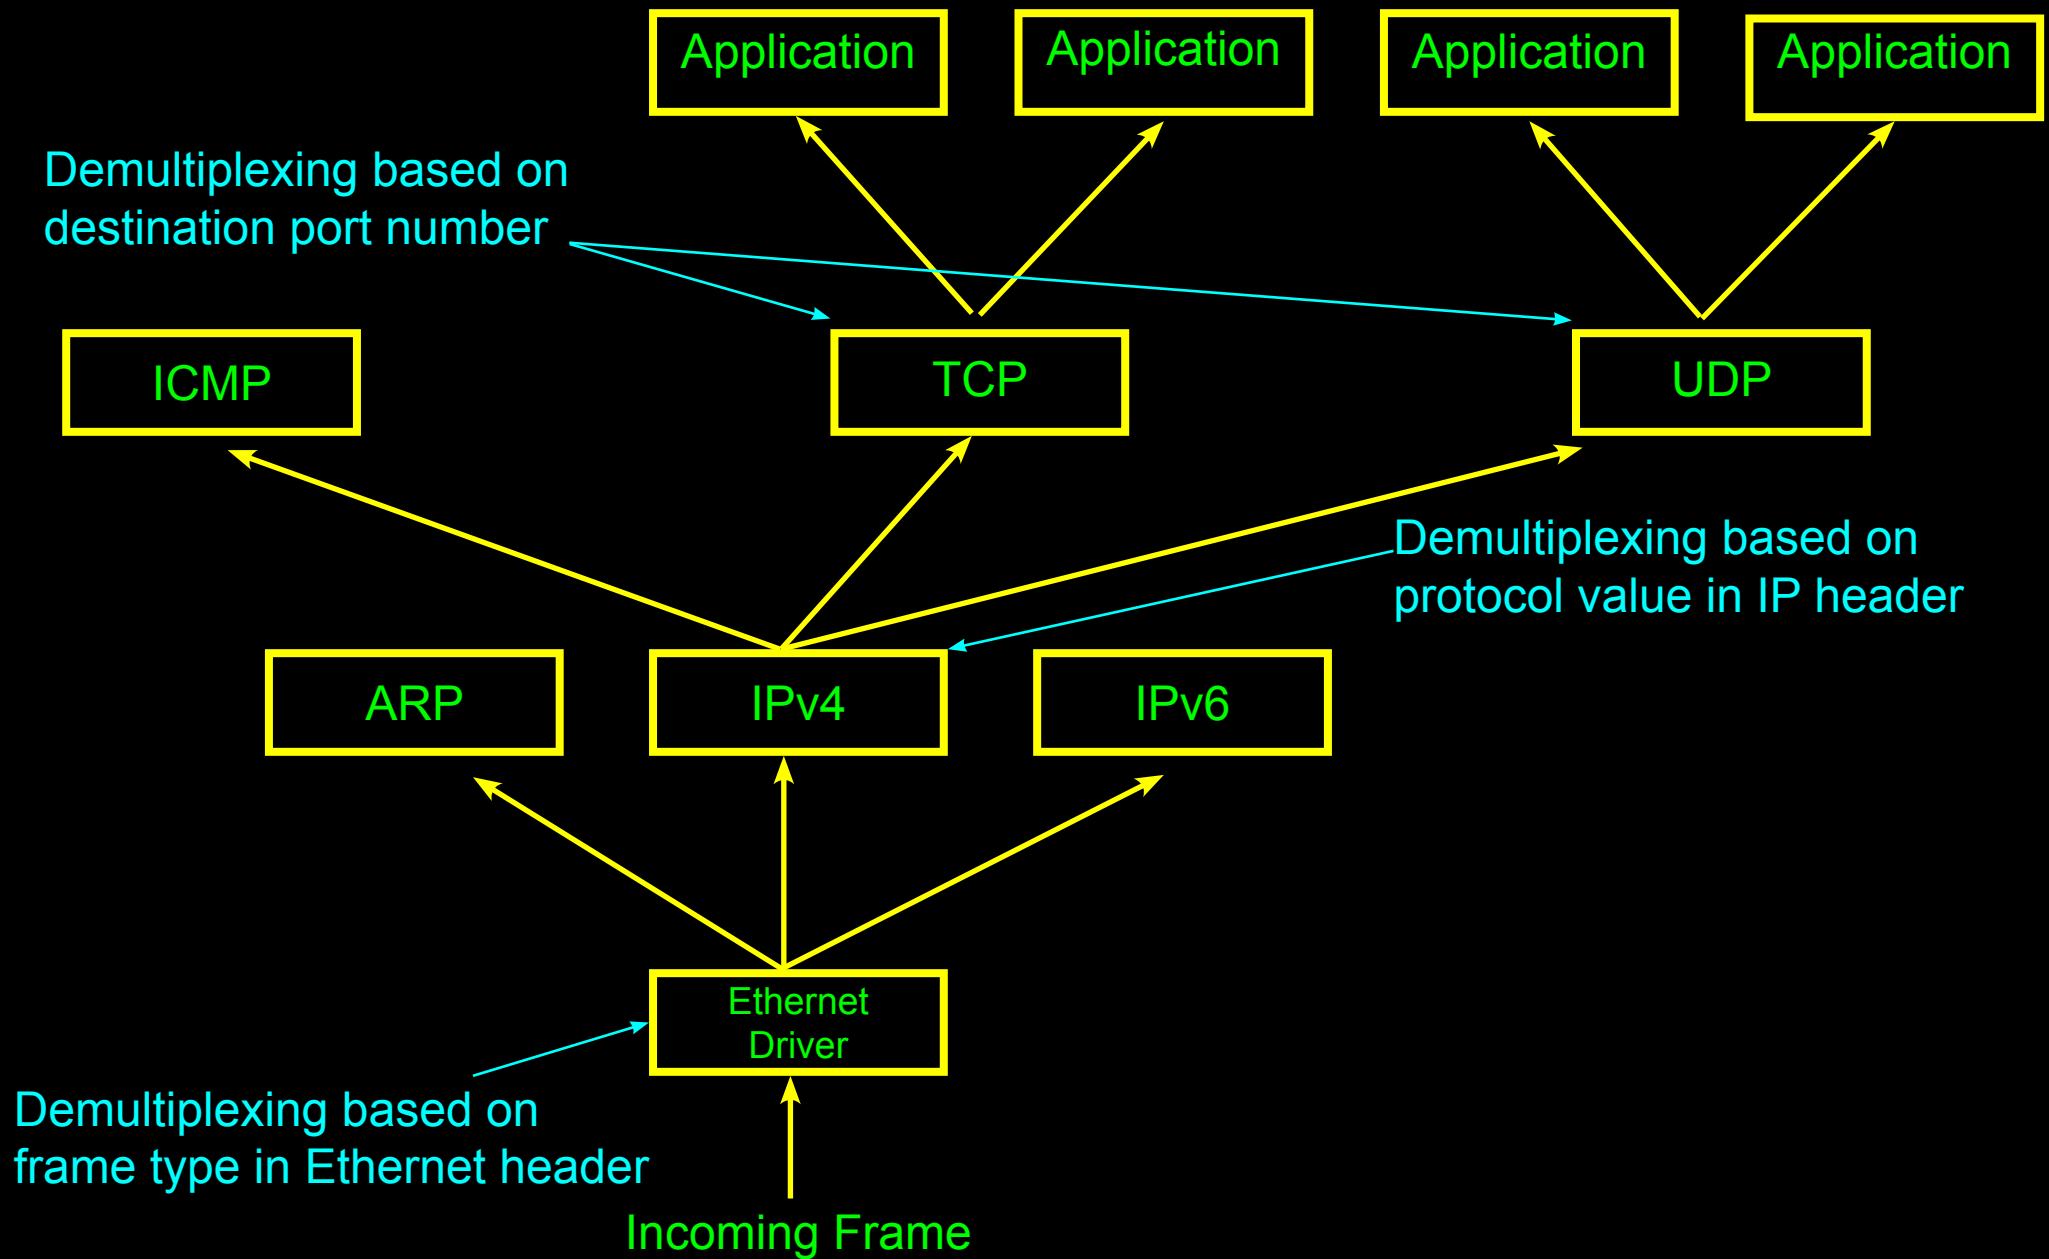 Application
Application
Application
Application
Demultiplexing based on
destination port number
ICMP
TCP
UDP
Demultiplexing based on
protocol value in IP header
ARP
IPv4
IPv6
Ethernet
Driver
Demultiplexing based on
frame type in Ethernet header
Incoming Frame